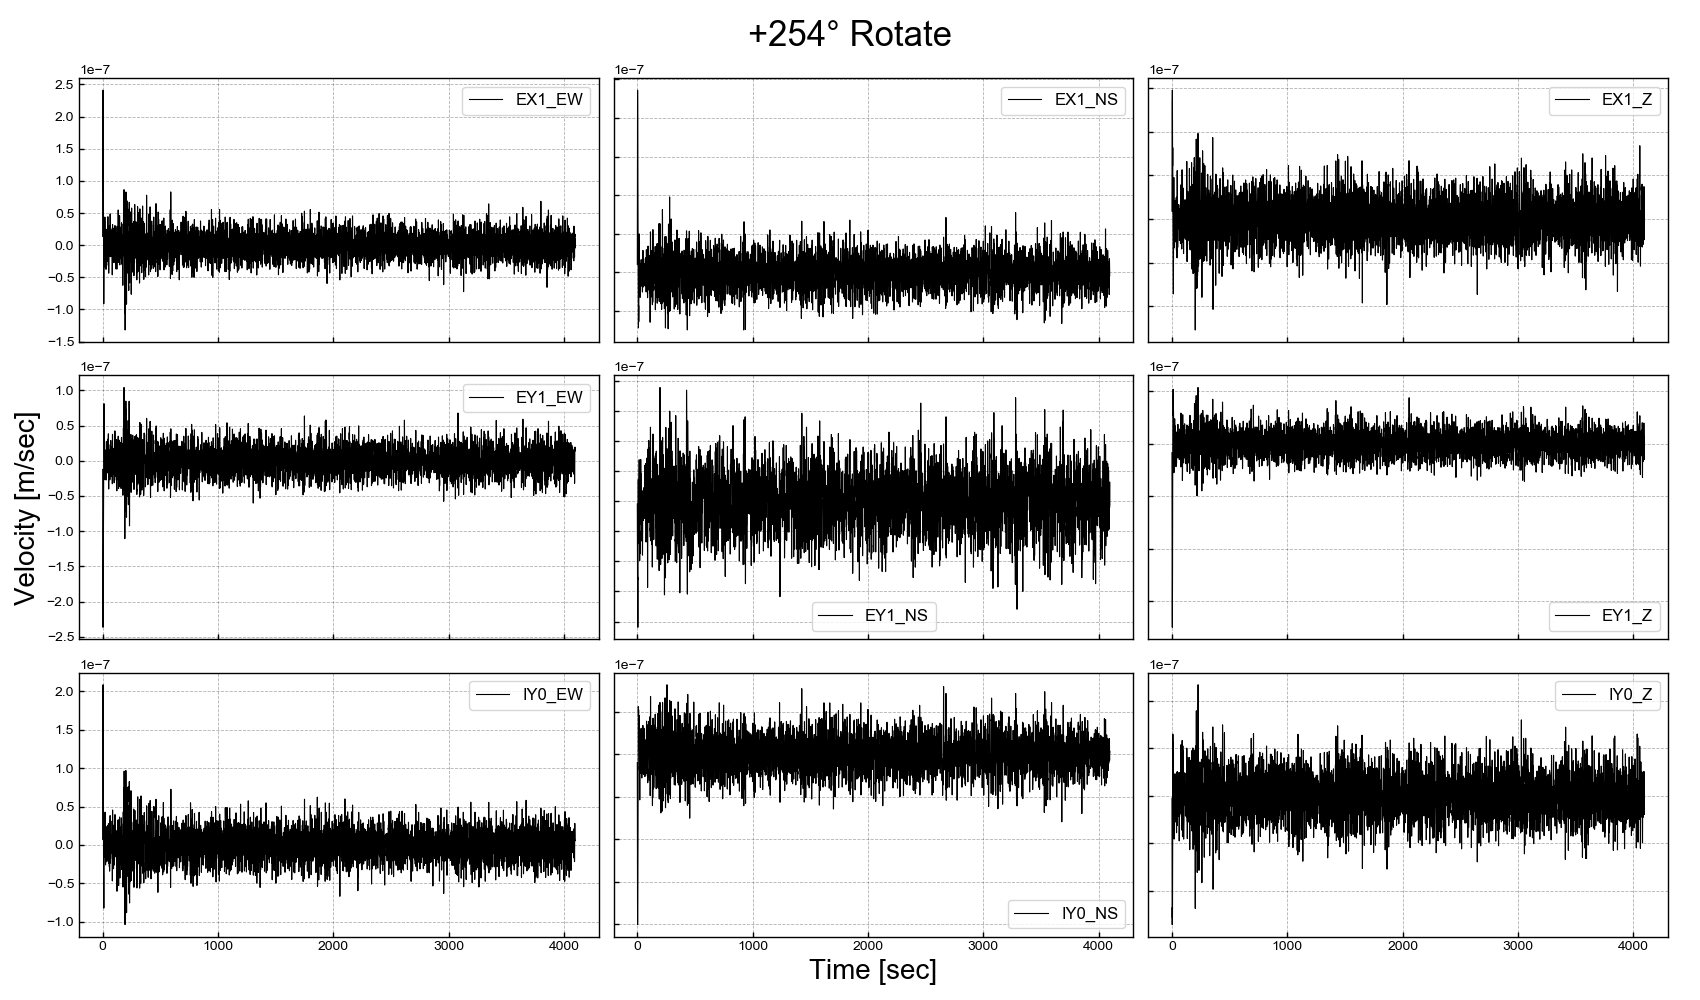 +254° Rotate
1e−7 1e−7 1e−7
2.5
2.0
1.5
1.0
0.5
0.0
−0.5
−1.0
−1.5
EX1_EW
EX1_NS
EX1_Z
Velocity [m/sec]
1e−7 1e−7 1e−7
1.0
0.5
0.0
−0.5
−1.0
−1.5
−2.0
−2.5
EY1_EW
EY1_NS
EY1_Z
1e−7 1e−7 1e−7
2.0
1.5
1.0
0.5
0.0
−0.5
−1.0
IY0_EW
IY0_NS
IY0_Z
0 1000 2000 3000 4000 0 1000 2000 3000 4000 0 1000 2000 3000 4000
Time [sec]